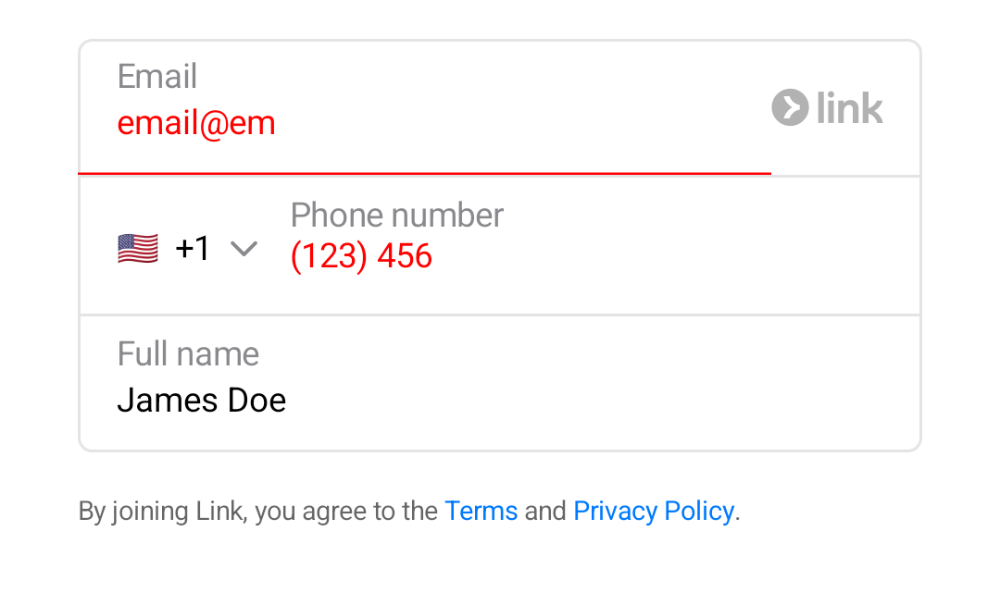 Email
email@em
link
Phone number
+1 (123) 456
Full name
James Doe
By joining Link, you agree to the Terms and Privacy Policy.